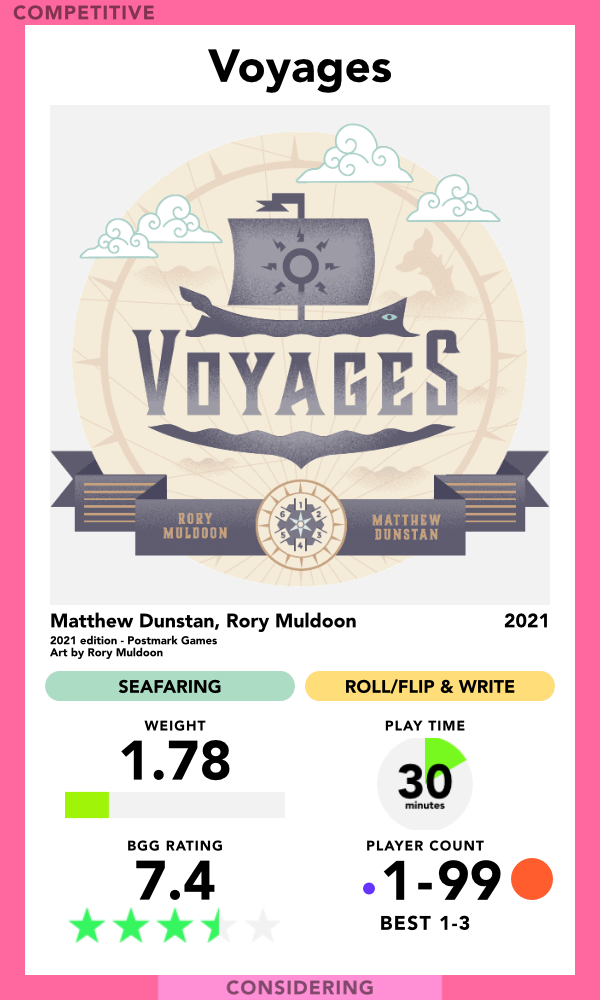 COMPETITIVE
Voyages
VOYAGES
RORY
MULDOON
MATTHEW
DUNSTAN
1
6 2
5 3
4
Matthew Dunstan, Rory Muldoon 2021
2021 edition - Postmark Games
Art by Rory Muldoon
SEAFARING ROLL/FLIP & WRITE
WEIGHT
1.78
PLAY TIME
30
minutes
BGG RATING
7.4
PLAYER COUNT
1-99
BEST 1-3
CONSIDERING